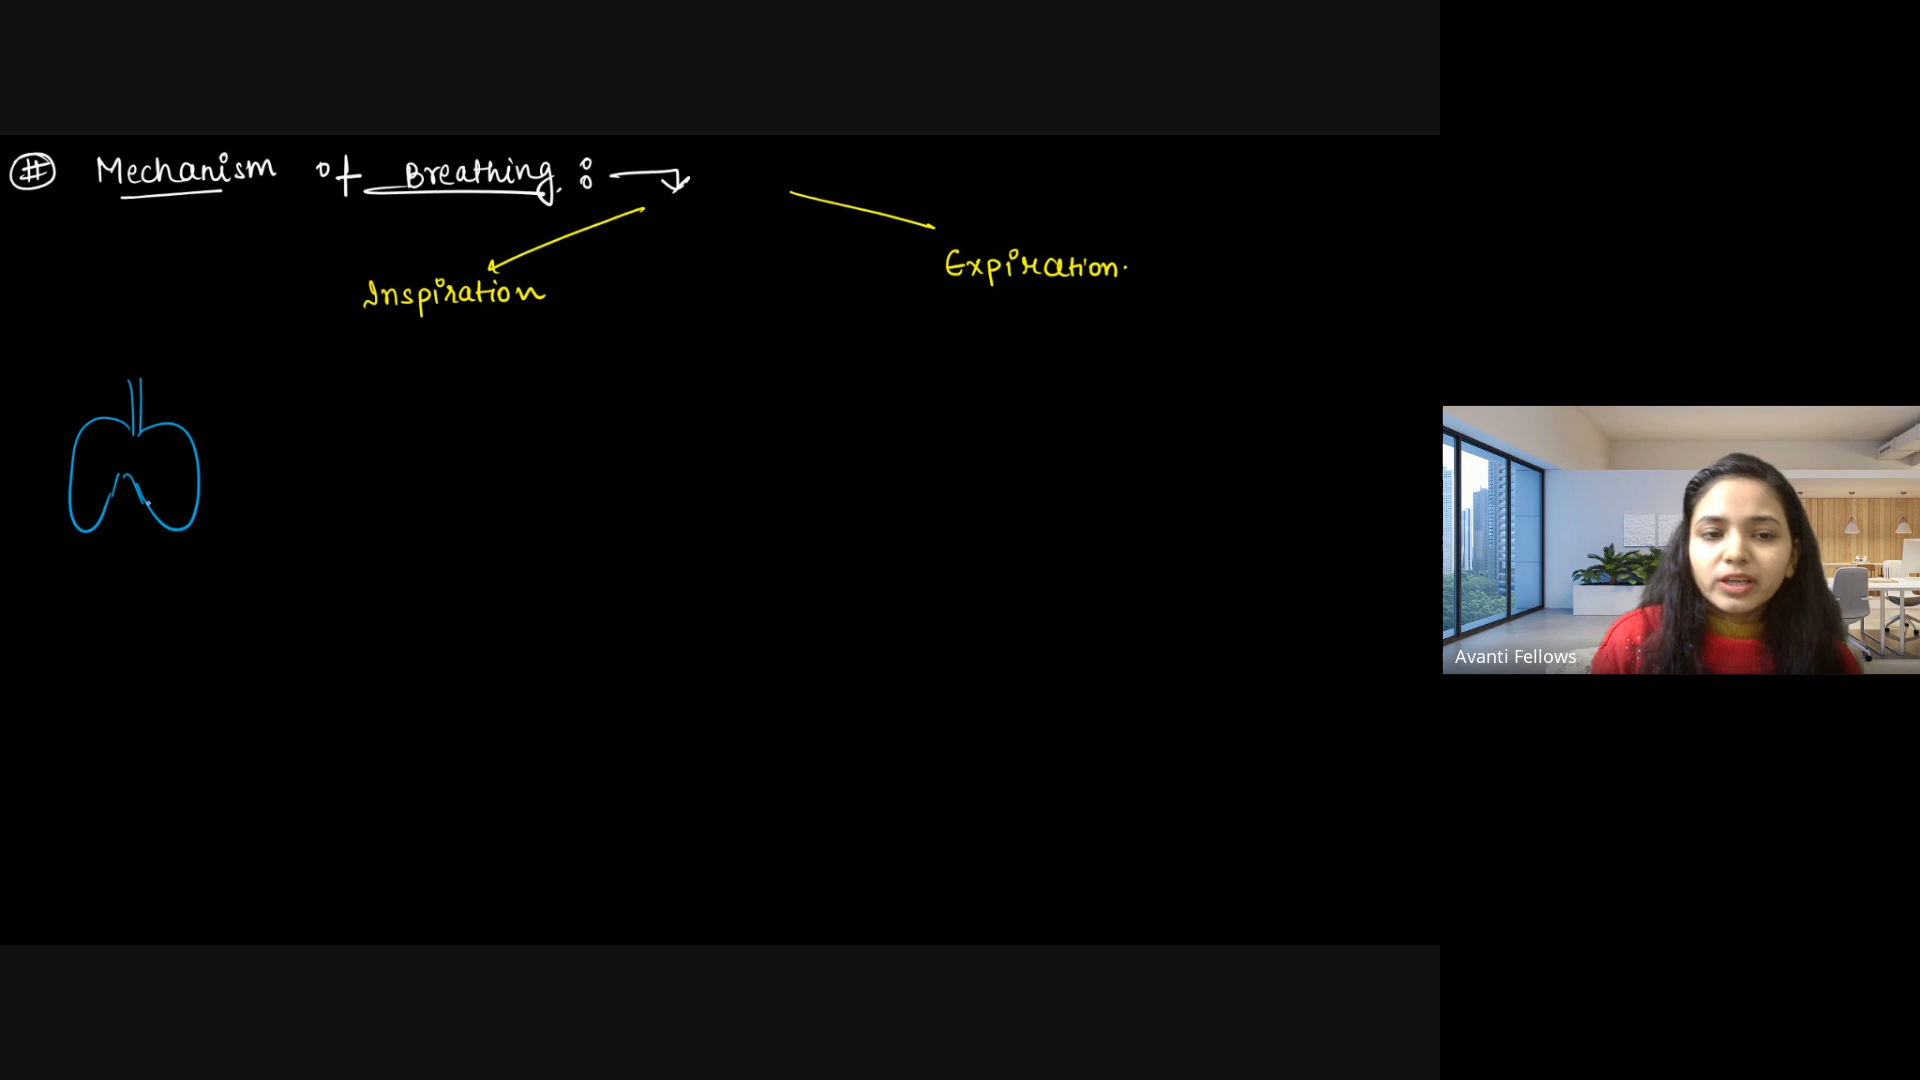 # Mechanism of Breathing :
Inspiration
Expiration.
Avanti Fellows